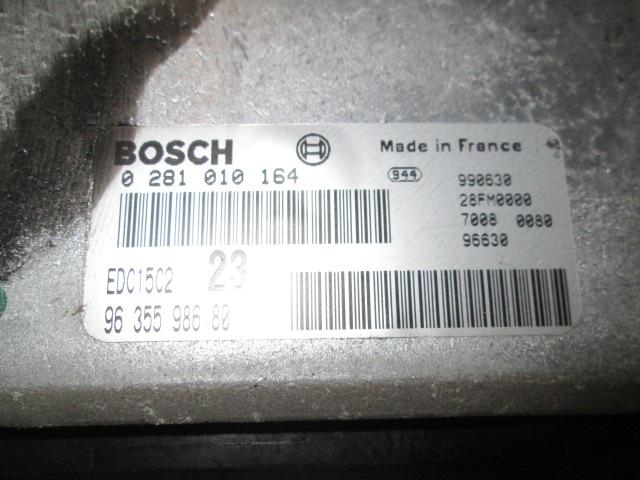 BOSCH Made in France
0 281 010 164 944 990630
28FM0000
7008 0080
96630
EDC15C2 23
96 355 986 80